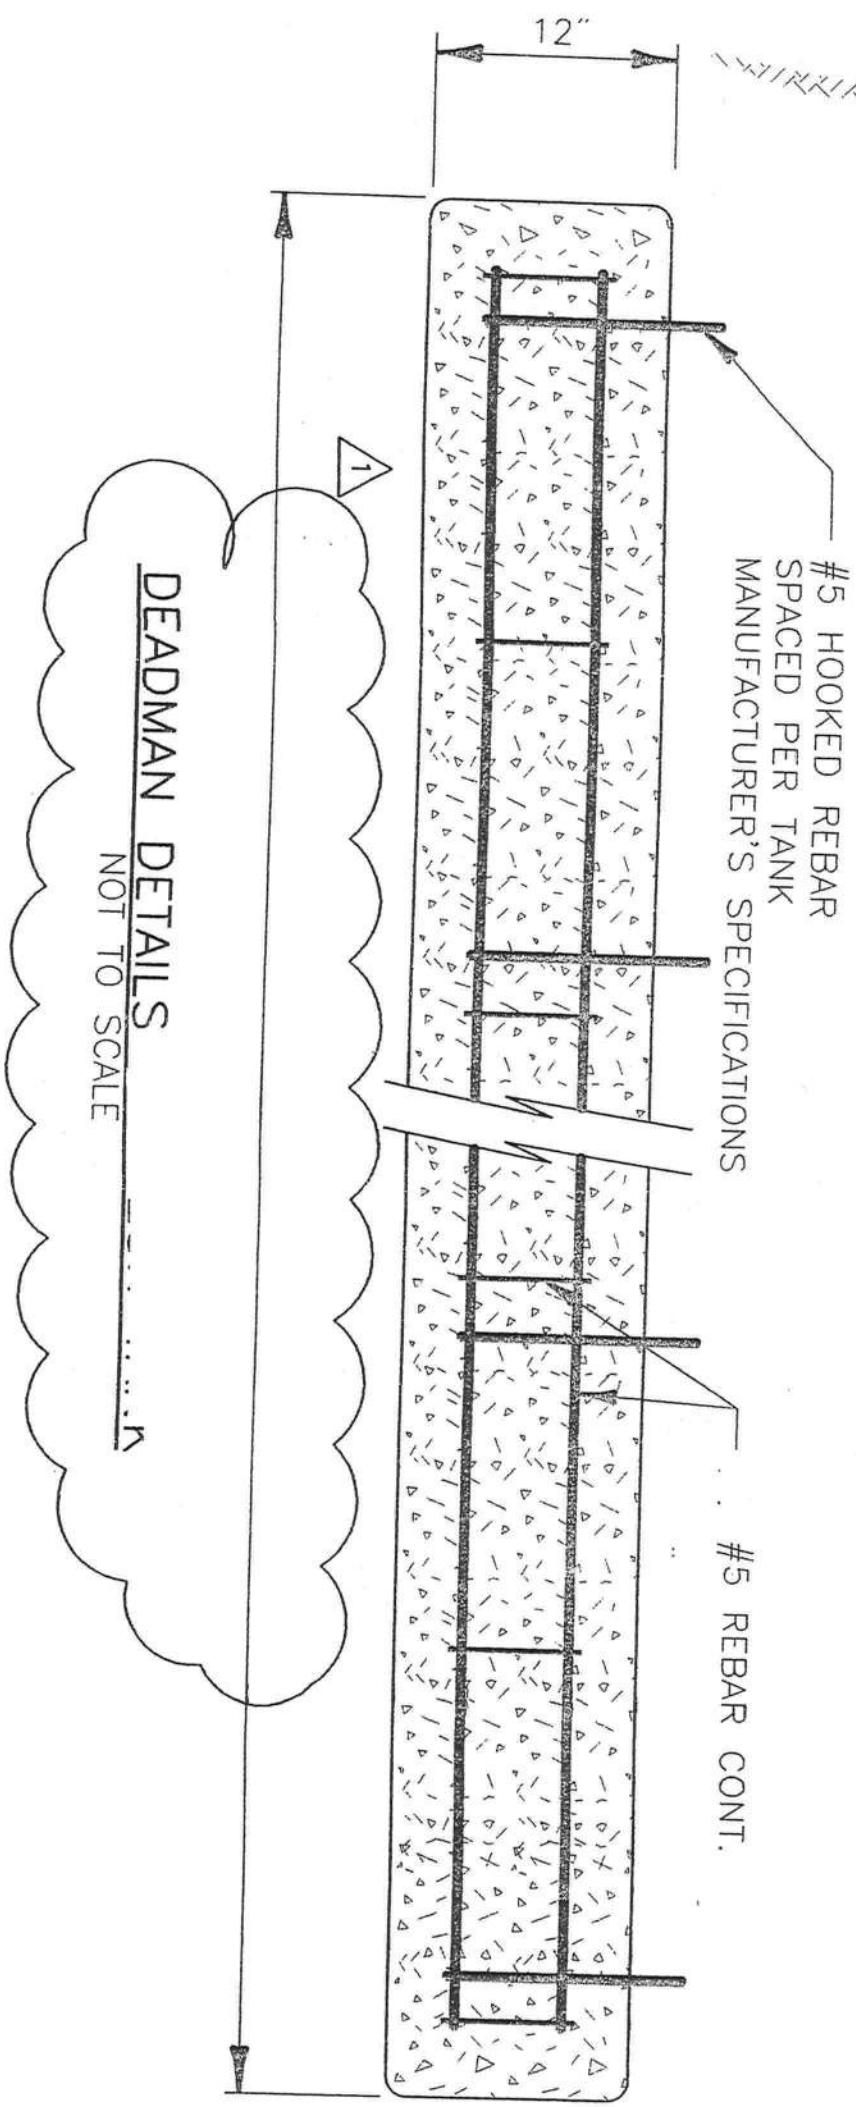 12"
#5 HOOKED REBAR
SPACED PER TANK
MANUFACTURER'S SPECIFICATIONS
#5 REBAR CONT.
1
DEADMAN DETAILS
NOT TO SCALE